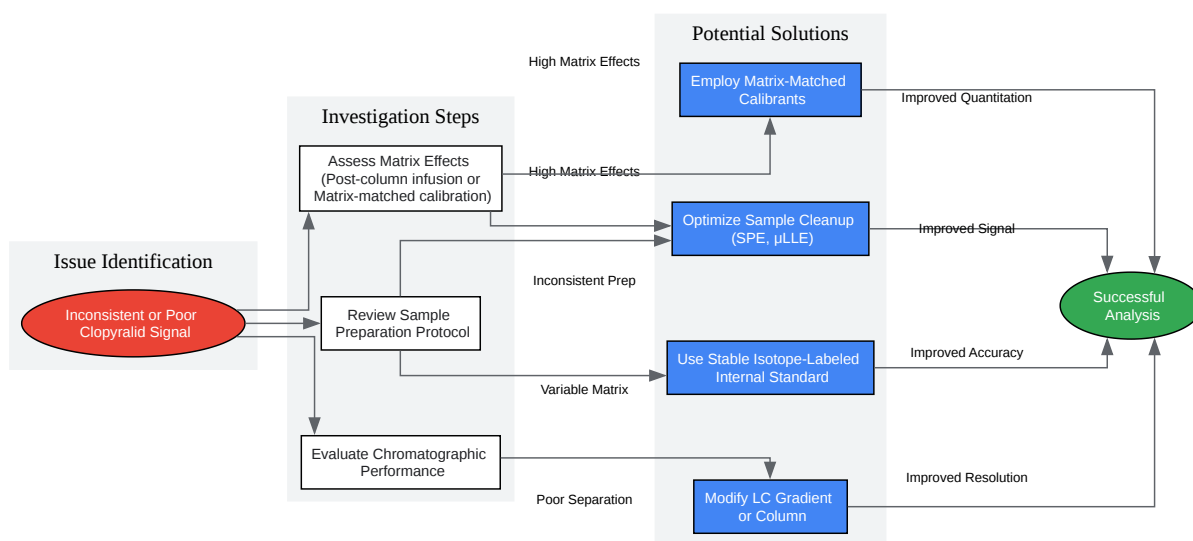 Issue Identification
Inconsistent or Poor
Clopyralid Signal
Investigation Steps
Assess Matrix Effects
(Post-column infusion or
Matrix-matched calibration)
Review Sample
Preparation Protocol
Evaluate Chromatographic
Performance
High Matrix Effects
High Matrix Effects
Inconsistent Prep
Variable Matrix
Poor Separation
Potential Solutions
Employ Matrix-Matched
Calibrants
Optimize Sample Cleanup
(SPE, μLLE)
Use Stable Isotope-Labeled
Internal Standard
Modify LC Gradient
or Column
Improved Quantitation
Improved Signal
Improved Accuracy
Improved Resolution
Successful
Analysis